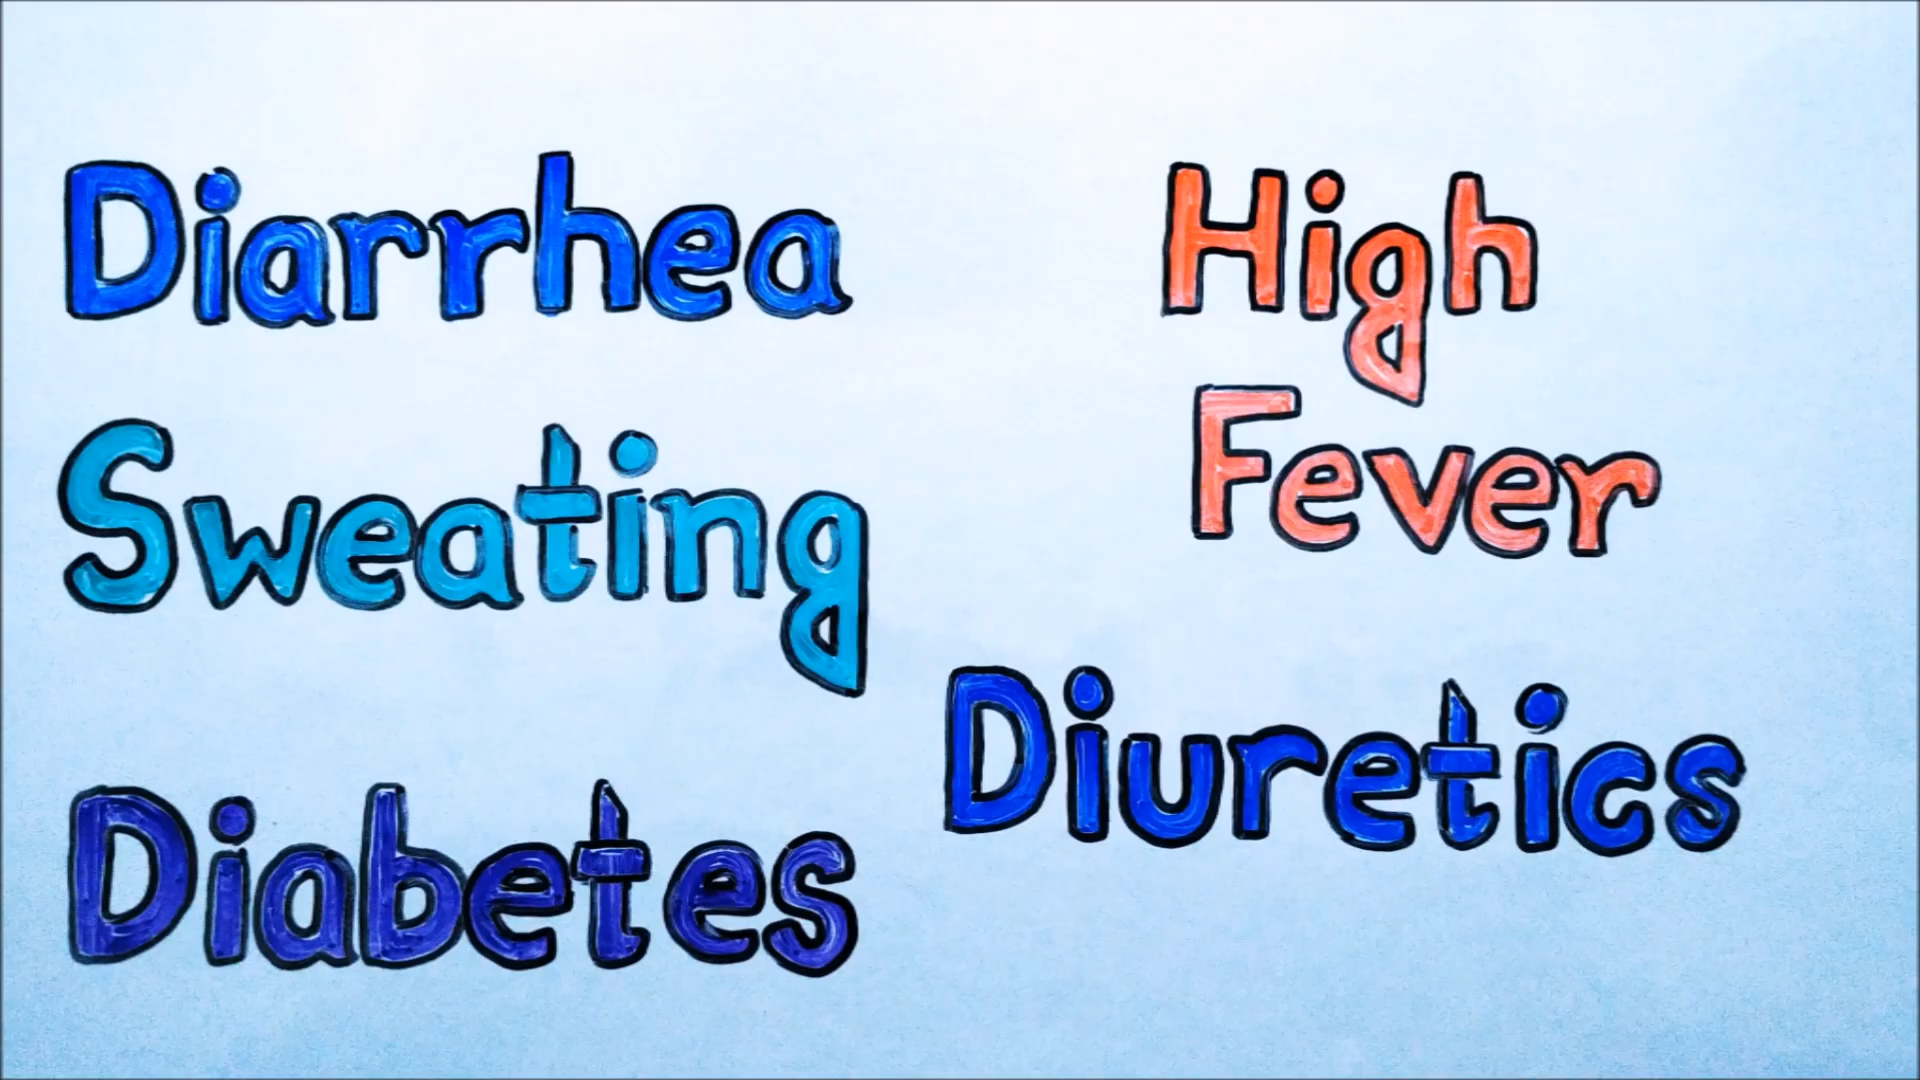 Diarrhea
Sweating
Diabetes
High
Fever
Diuretics